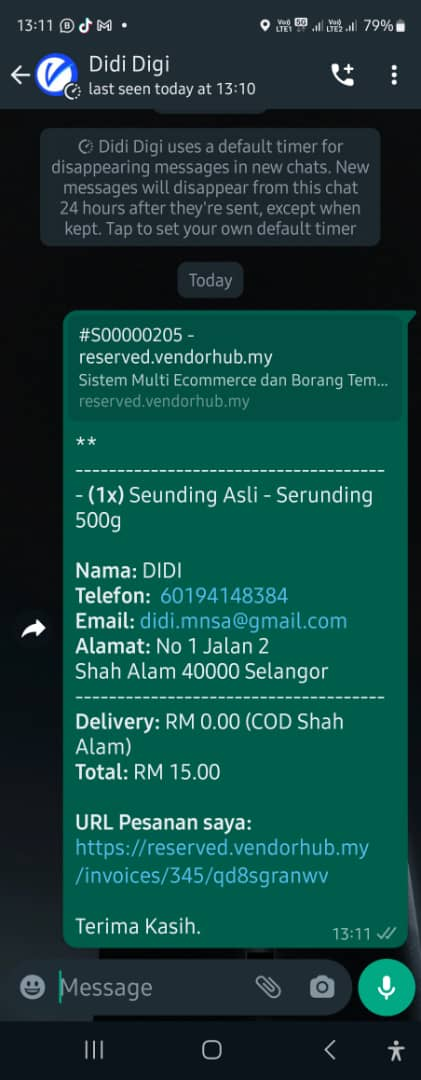 13:11
79%
Didi Digi
last seen today at 13:10
Didi Digi uses a default timer for
disappearing messages in new chats. New
messages will disappear from this chat
24 hours after they're sent, except when
kept. Tap to set your own default timer
Today
#S00000205 -
reserved.vendorhub.my
Sistem Multi Ecommerce dan Borang Tem...
reserved.vendorhub.my
**
-------------------------------------
- (1x) Seunding Asli - Serunding
500g
Nama: DIDI
Telefon: 60194148384
Email: didi.mnsa@gmail.com
Alamat: No 1 Jalan 2
Shah Alam 40000 Selangor
-------------------------------------
Delivery: RM 0.00 (COD Shah
Alam)
Total: RM 15.00
URL Pesanan saya:
https://reserved.vendorhub.my
/invoices/345/qd8sgranwv
Terima Kasih.
13:11
Message